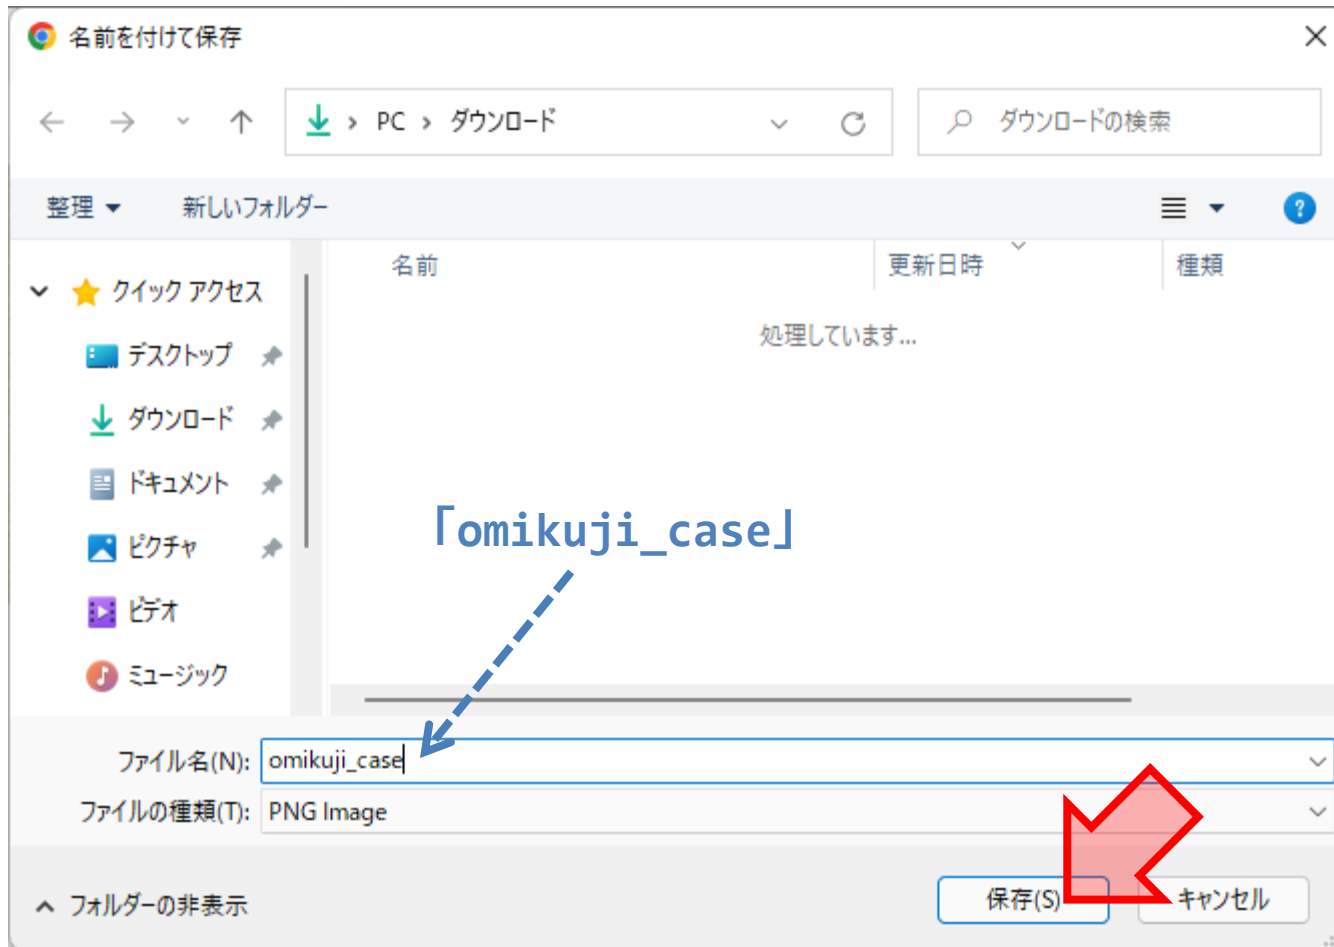 名前を付けて保存
PC › ダウンロード
ダウンロードの検索
整理
新しいフォルダー
名前
更新日時
種類
クイック アクセス
処理しています...
デスクトップ
ダウンロード
ドキュメント
ピクチャ
ビデオ
ミュージック
「omikuji_case」
ファイル名(N): omikuji_case
ファイルの種類(T): PNG Image
フォルダーの非表示
保存(S)
キャンセル